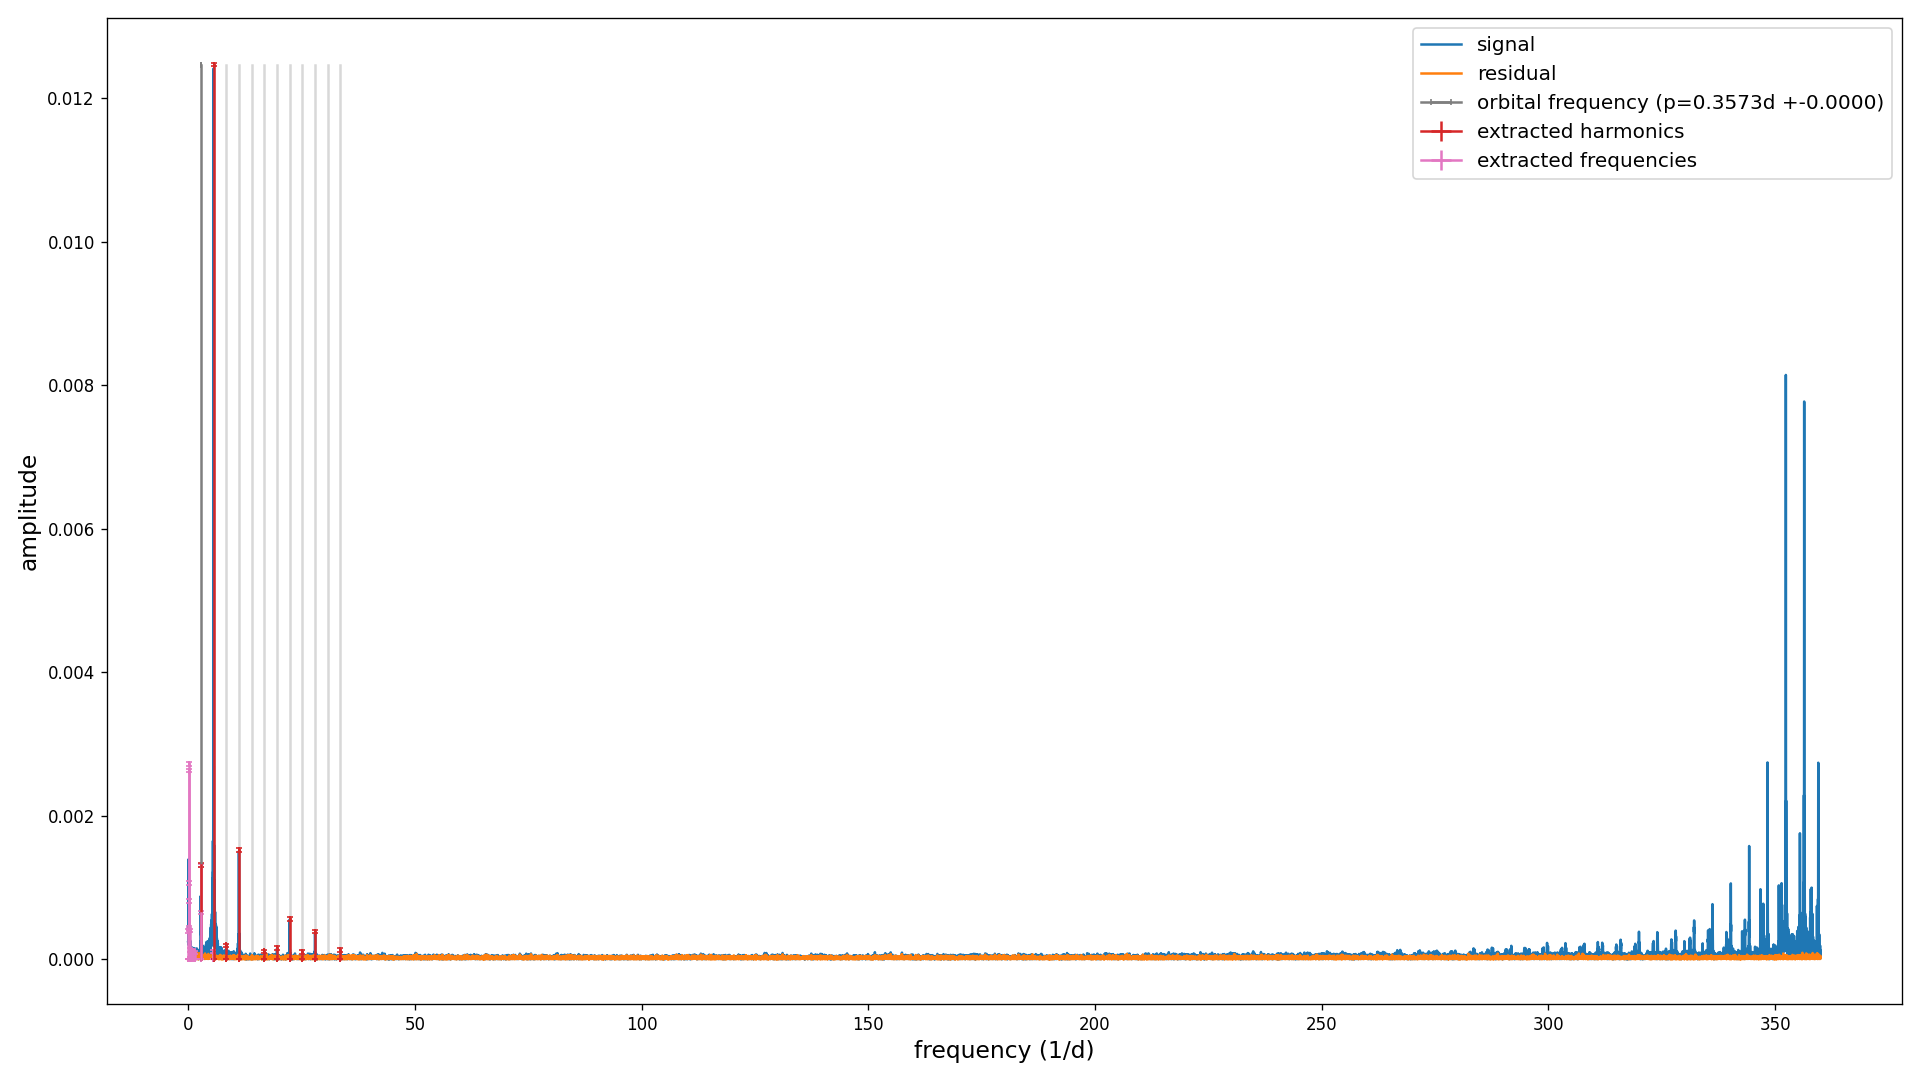 signal
residual
orbital frequency (p=0.3573d +-0.0000)
extracted harmonics
extracted frequencies
amplitude
0.012
0.010
0.008
0.006
0.004
0.002
0.000
0 50 100 150 200 250 300 350
frequency (1/d)